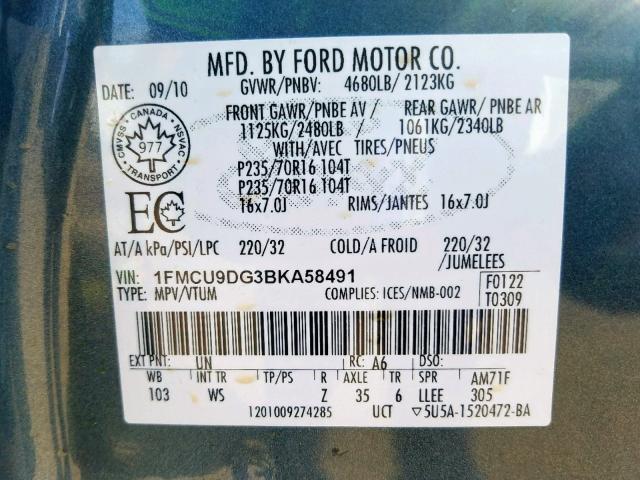 MFD. BY FORD MOTOR CO.
DATE: 09/10 GVWR/PNBV: 4680LB/ 2123KG
FRONT GAWR/PNBE AV / REAR GAWR/ PNBE AR
1125KG/2480LB 1061KG/2340LB
WITH/AVEC TIRES/PNEUS
P235/70R16 104T
P235/70R16 104T
16x7.0J RIMS/JANTES 16x7.0J
CANADA
CMVSS NSVAC
977
TRANSPORT
EC
AT/A kPa/PSI/LPC 220/32 COLD/A FROID 220/32
/JUMELEES
VIN: 1FMCU9DG3BKA58491
TYPE: MPV/VTUM COMPLIES: ICES/NMB-002
F0122
T0309
EXT PNT: UN RC: A6 DSO:
WB INT TR TP/PS R AXLE TR SPR AM71F
103 WS Z 35 6 LLEE 305
1201009274285 UCT ▽5U5A-1520472-BA